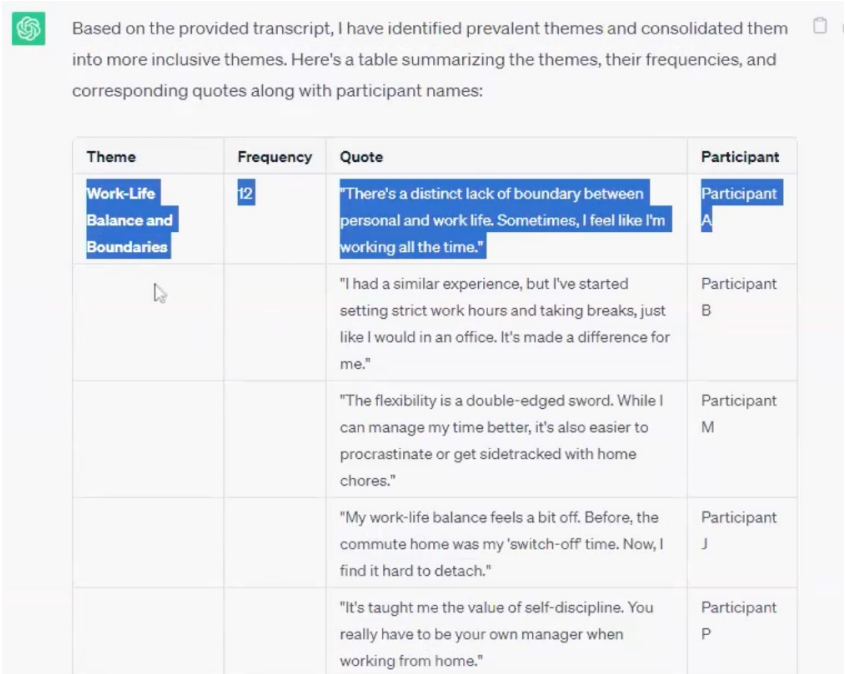 Based on the provided transcript, I have identified prevalent themes and consolidated them
into more inclusive themes. Here's a table summarizing the themes, their frequencies, and
corresponding quotes along with participant names:
Theme Frequency Quote Participant
Work-Life 12 "There's a distinct lack of boundary between Participant
Balance and personal and work life. Sometimes, I feel like I'm A
Boundaries working all the time."
"I had a similar experience, but I've started Participant
setting strict work hours and taking breaks, just B
like I would in an office. It's made a difference for
me."
"The flexibility is a double-edged sword. While I Participant
can manage my time better, it's also easier to M
procrastinate or get sidetracked with home
chores."
"My work-life balance feels a bit off. Before, the Participant
commute home was my 'switch-off' time. Now, I J
find it hard to detach."
"It's taught me the value of self-discipline. You Participant
really have to be your own manager when P
working from home."